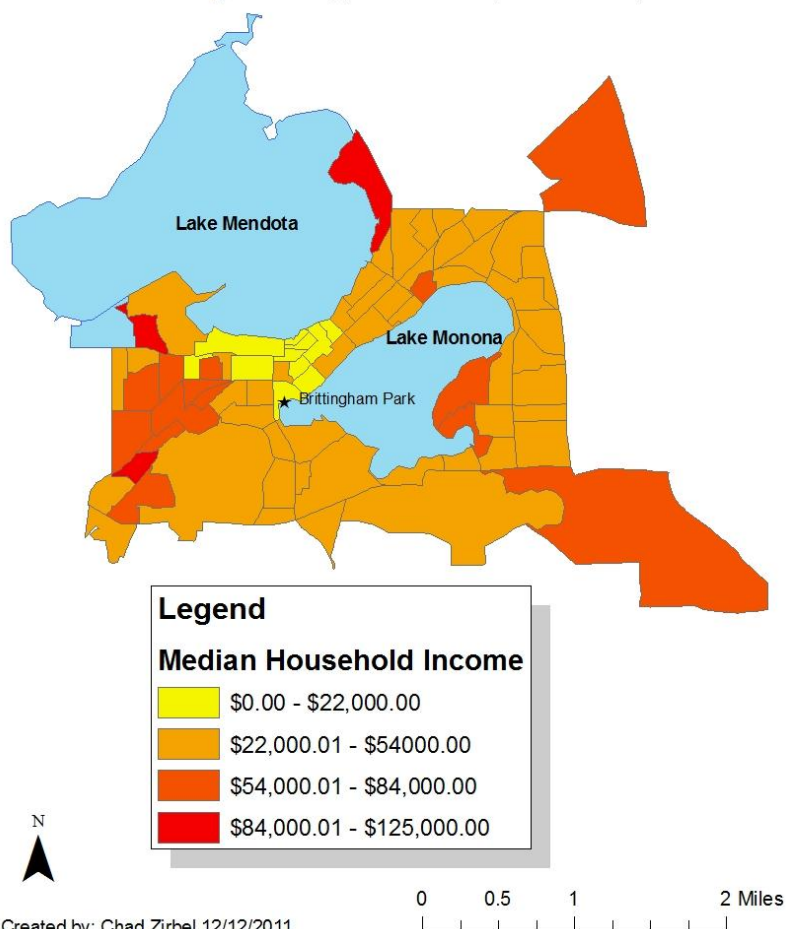 Lake Mendota
Lake Monona
Brittingham Park
Legend
Median Household Income
$0.00 - $22,000.00
$22,000.01 - $54000.00
$54,000.01 - $84,000.00
$84,000.01 - $125,000.00
N
0 0.5 1 2 Miles
Created by: Chad Zirbel 12/12/2011